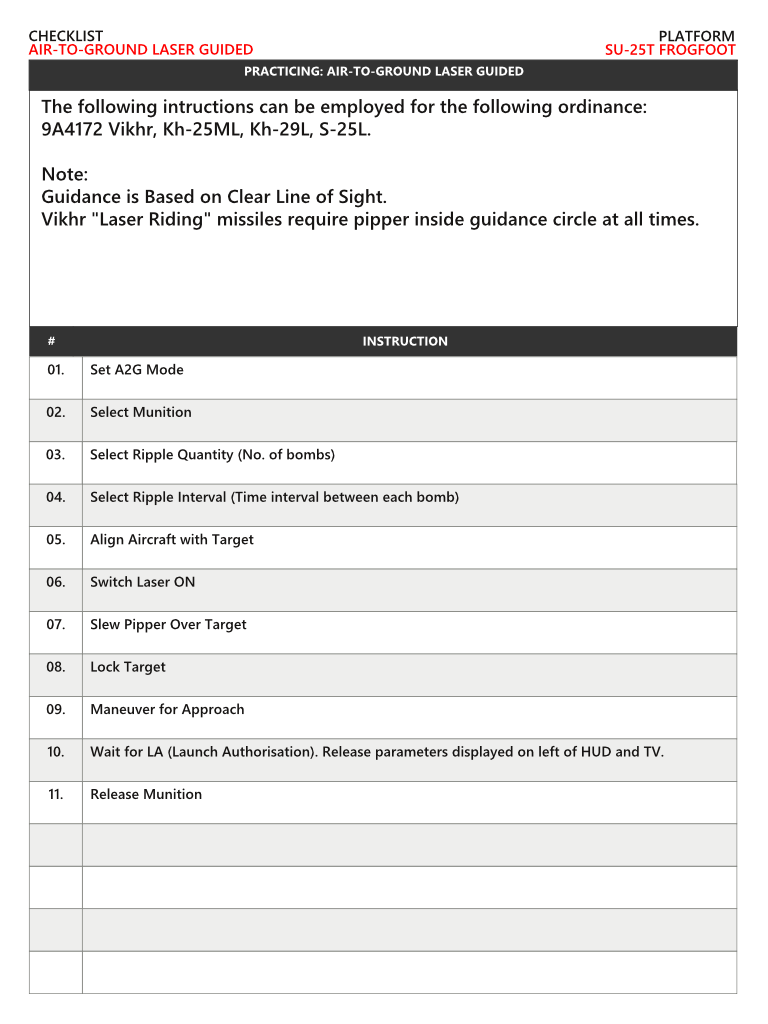 CHECKLIST
PLATFORM
AIR-TO-GROUND LASER GUIDED
SU-25T FROGFOOT
PRACTICING: AIR-TO-GROUND LASER GUIDED
The following intructions can be employed for the following ordinance:
9A4172 Vikhr, Kh-25ML, Kh-29L, S-25L.
Note:
Guidance is Based on Clear Line of Sight.
Vikhr "Laser Riding" missiles require pipper inside guidance circle at all times.
# INSTRUCTION
01. Set A2G Mode
02. Select Munition
03. Select Ripple Quantity (No. of bombs)
04. Select Ripple Interval (Time interval between each bomb)
05. Align Aircraft with Target
06. Switch Laser ON
07. Slew Pipper Over Target
08. Lock Target
09. Maneuver for Approach
10. Wait for LA (Launch Authorisation). Release parameters displayed on left of HUD and TV.
11. Release Munition